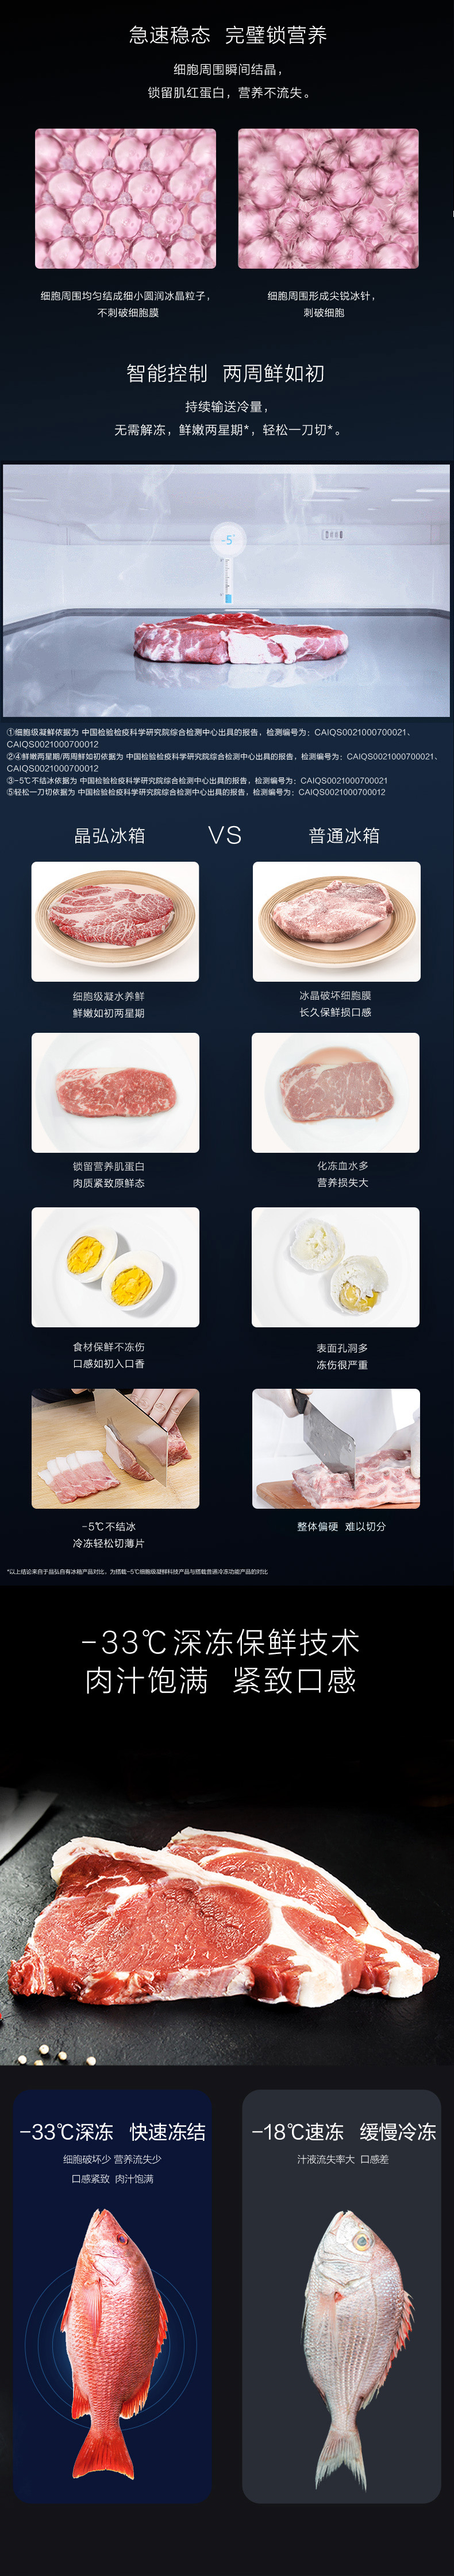 急速稳态 完璧锁营养
细胞周围瞬间结晶，
锁留肌红蛋白，营养不流失。
细胞周围均匀结成细小圆润冰晶粒子，
不刺破细胞膜
细胞周围形成尖锐冰针，
刺破细胞
智能控制 两周鲜如初
持续输送冷量，
无需解冻，鲜嫩两星期*，轻松一刀切*。
-5°
①细胞级凝鲜依据为 中国检验检疫科学研究院综合检测中心出具的报告，检测编号为：CAIQS0021000700021、
CAIQS0021000700012
②④鲜嫩两星期/两周鲜如初依据为 中国检验检疫科学研究院综合检测中心出具的报告，检测编号为：CAIQS0021000700021、
CAIQS0021000700012
③-5℃不结冰依据为 中国检验检疫科学研究院综合检测中心出具的报告，检测编号为：CAIQS0021000700021
⑤轻松一刀切依据为 中国检验检疫科学研究院综合检测中心出具的报告，检测编号为：CAIQS0021000700012
晶弘冰箱 VS 普通冰箱
细胞级凝水养鲜
鲜嫩如初两星期
冰晶破坏细胞膜
长久保鲜损口感
锁留营养肌蛋白
肉质紧致原鲜态
化冻血水多
营养损失大
食材保鲜不冻伤
口感如初入口香
表面孔洞多
冻伤很严重
-5℃不结冰
冷冻轻松切薄片
整体偏硬 难以切分
*以上结论来自于晶弘自有冰箱产品对比，为搭载-5℃细胞级凝鲜科技产品与搭载普通冷冻功能产品的对比
-33℃深冻保鲜技术
肉汁饱满 紧致口感
-33℃深冻 快速冻结
细胞破坏少 营养流失少
口感紧致 肉汁饱满
-18℃速冻 缓慢冷冻
汁液流失率大 口感差